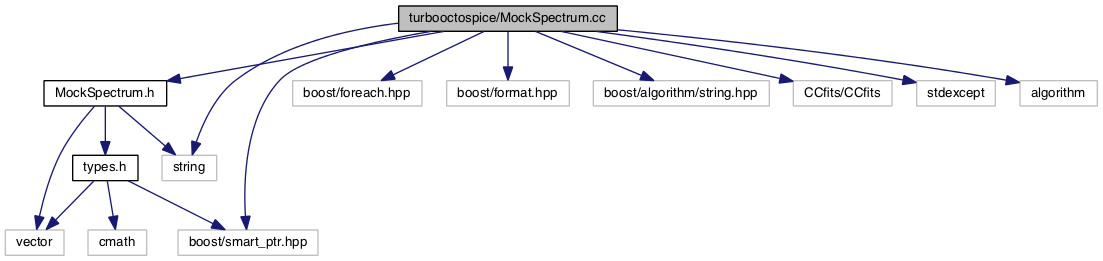 turbooctospice/MockSpectrum.cc
MockSpectrum.h
boost/foreach.hpp
boost/format.hpp
boost/algorithm/string.hpp
CCfits/CCfits
stdexcept
algorithm
types.h
string
vector
cmath
boost/smart_ptr.hpp